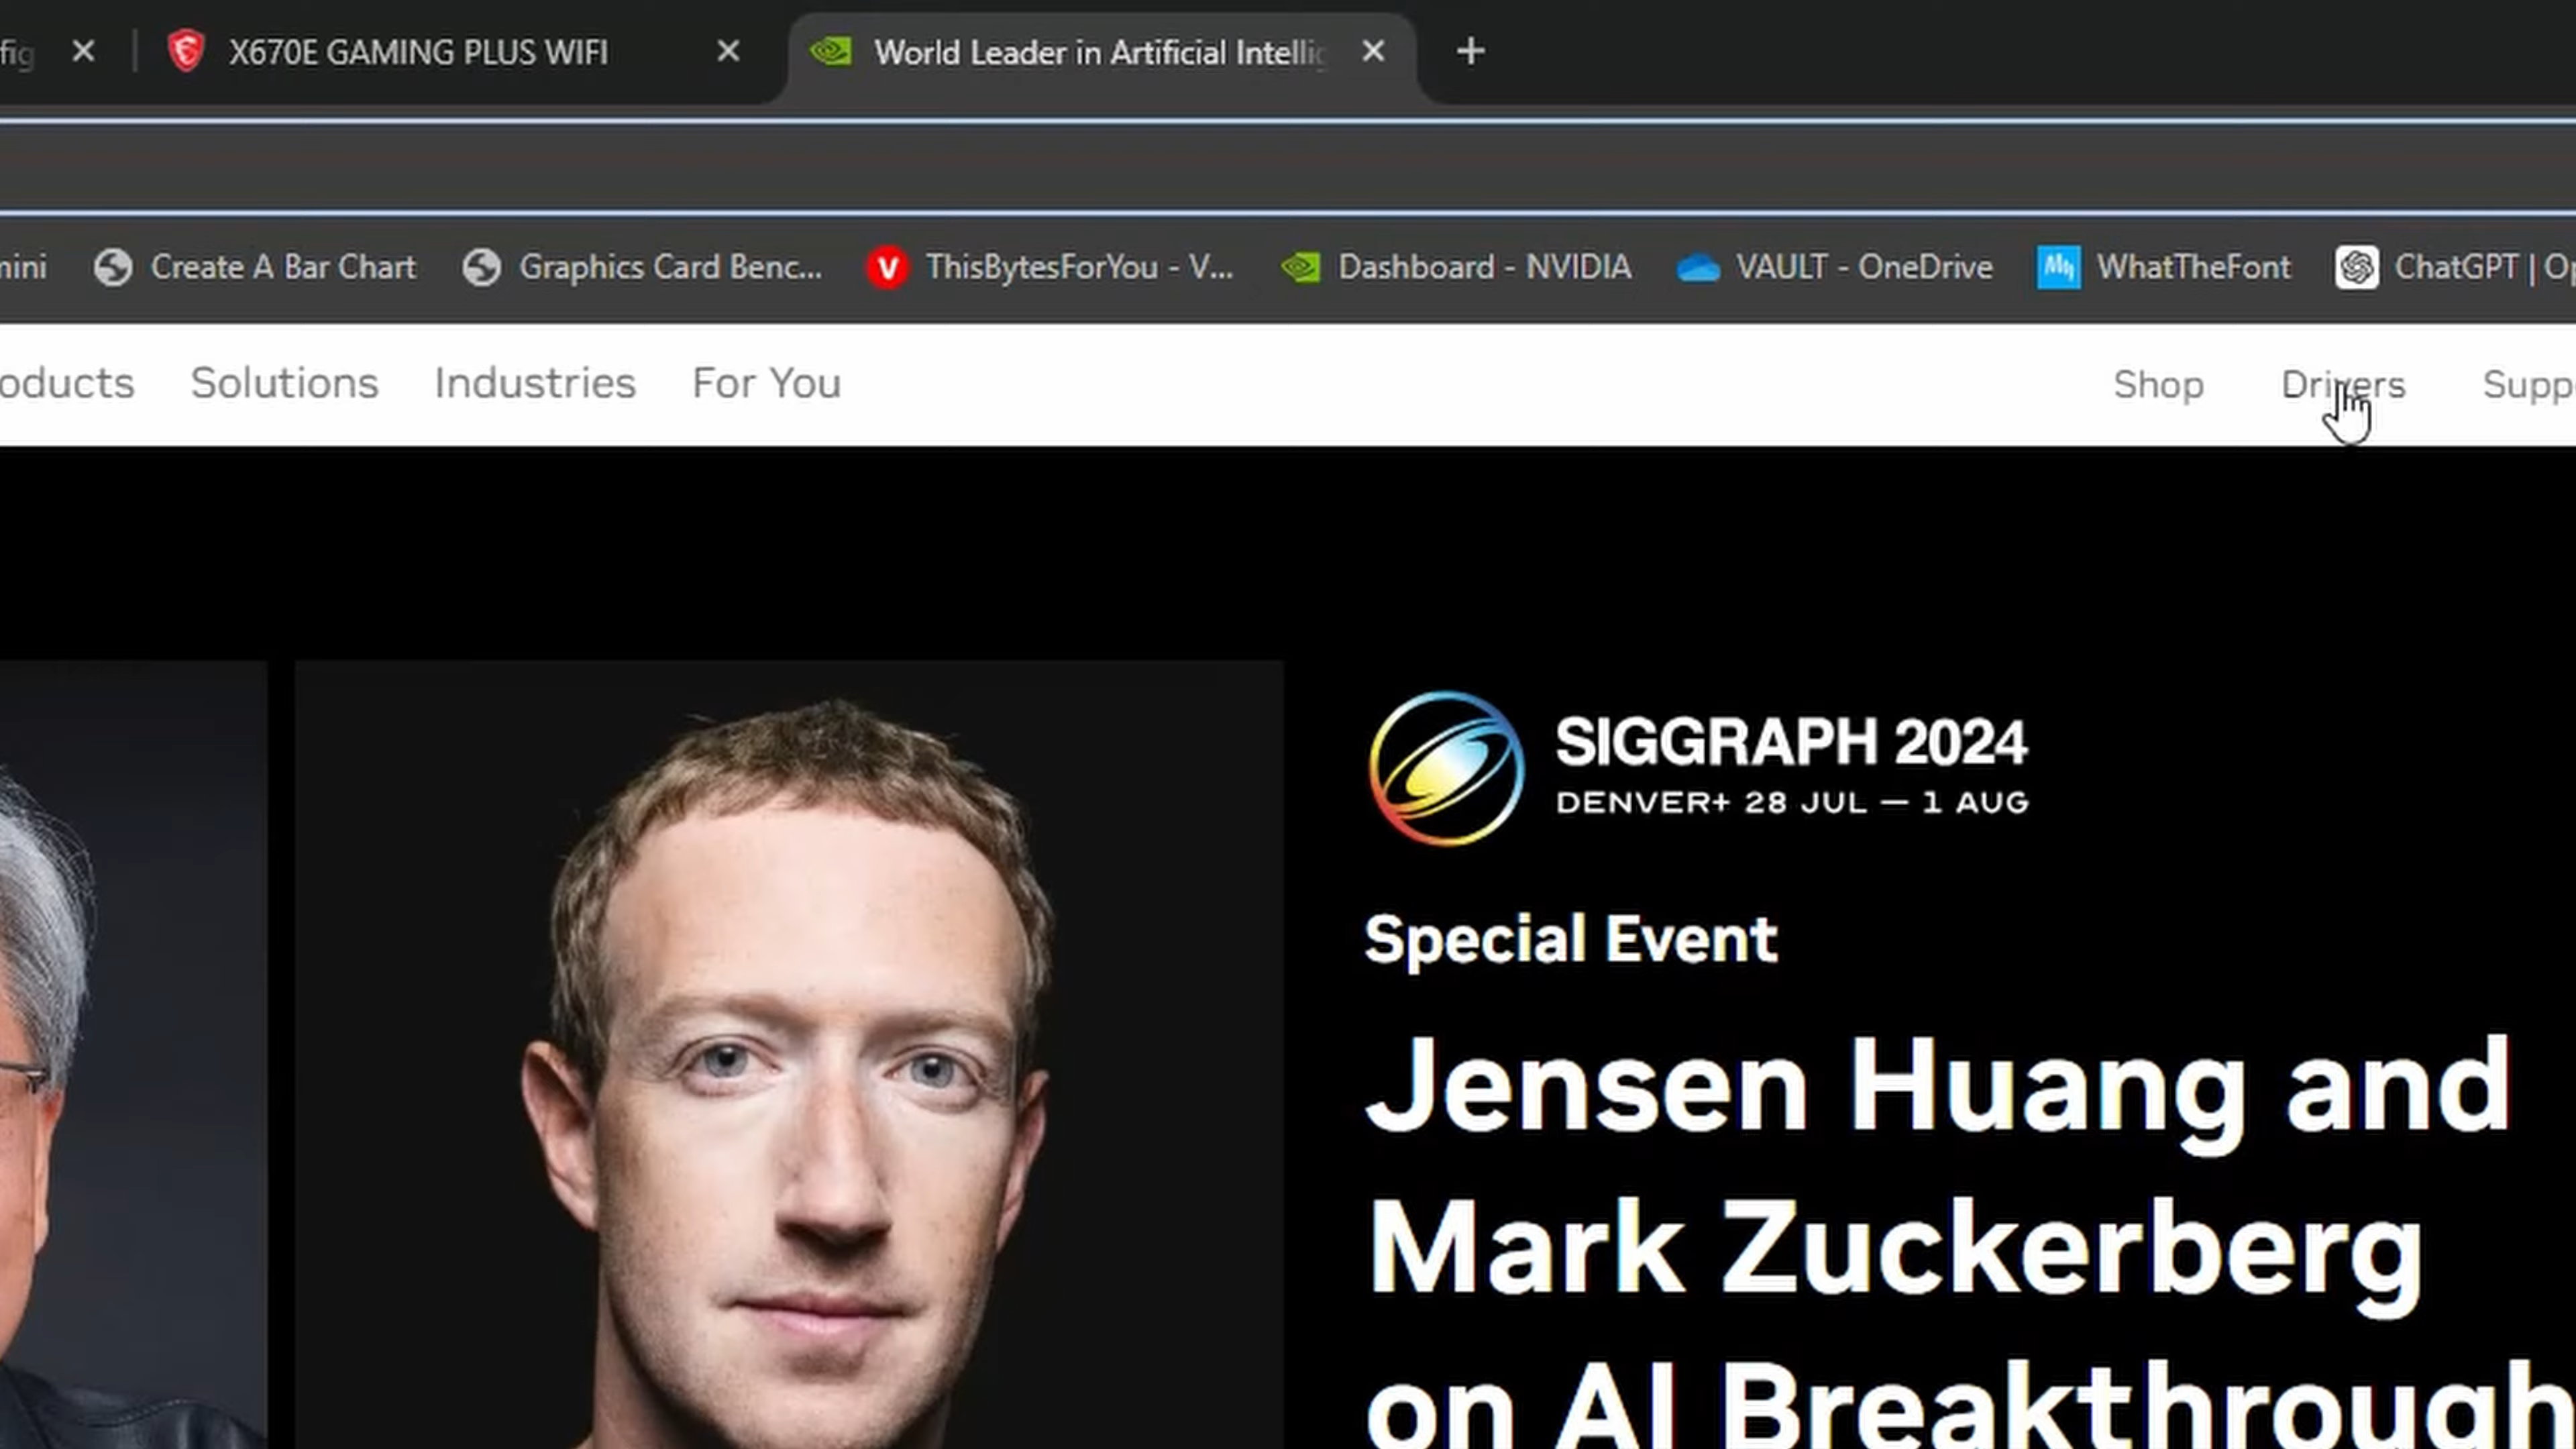 fig
X670E GAMING PLUS WIFI
World Leader in Artificial Intellig
mini
Create A Bar Chart
Graphics Card Benc...
ThisBytesForYou - V...
Dashboard - NVIDIA
VAULT - OneDrive
WhatTheFont
ChatGPT | Op
oducts
Solutions
Industries
For You
Shop
Drivers
Supp
SIGGRAPH 2024
DENVER+ 28 JUL — 1 AUG
Special Event
Jensen Huang and
Mark Zuckerberg
on AI Breakthrough